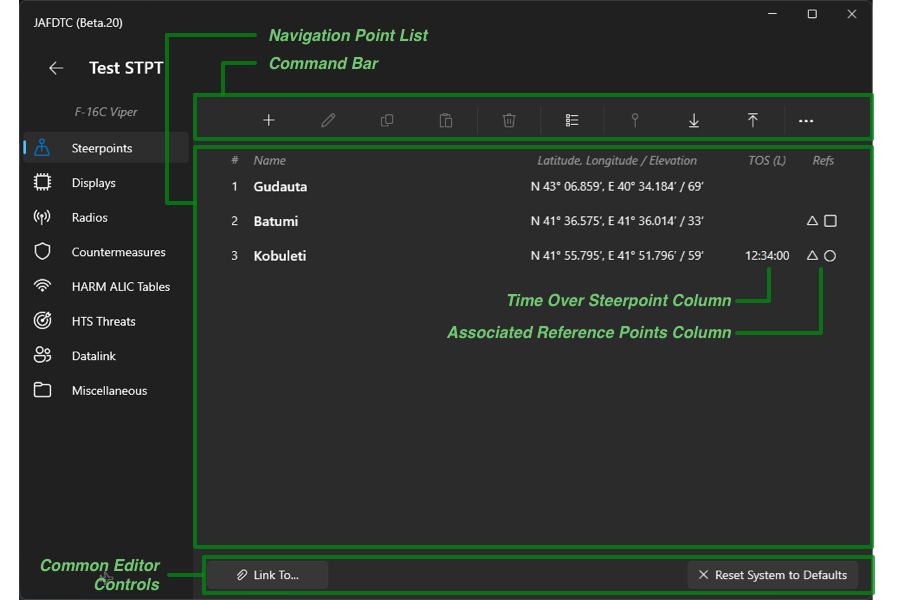 JAFDTC (Beta.20)
Navigation Point List
Test STPT
Command Bar
F-16C Viper
Steerpoints
Displays
Radios
Countermeasures
HARM ALIC Tables
HTS Threats
Datalink
Miscellaneous
# Name Latitude, Longitude / Elevation TOS (L) Refs
1 Gudauta N 43° 06.859’, E 40° 34.184’ / 69’
2 Batumi N 41° 36.575’, E 41° 36.014’ / 33’
3 Kobuleti N 41° 55.795’, E 41° 51.796’ / 59’ 12:34:00
Time Over Steerpoint Column
Associated Reference Points Column
Common Editor
Controls
Link To...
Reset System to Defaults